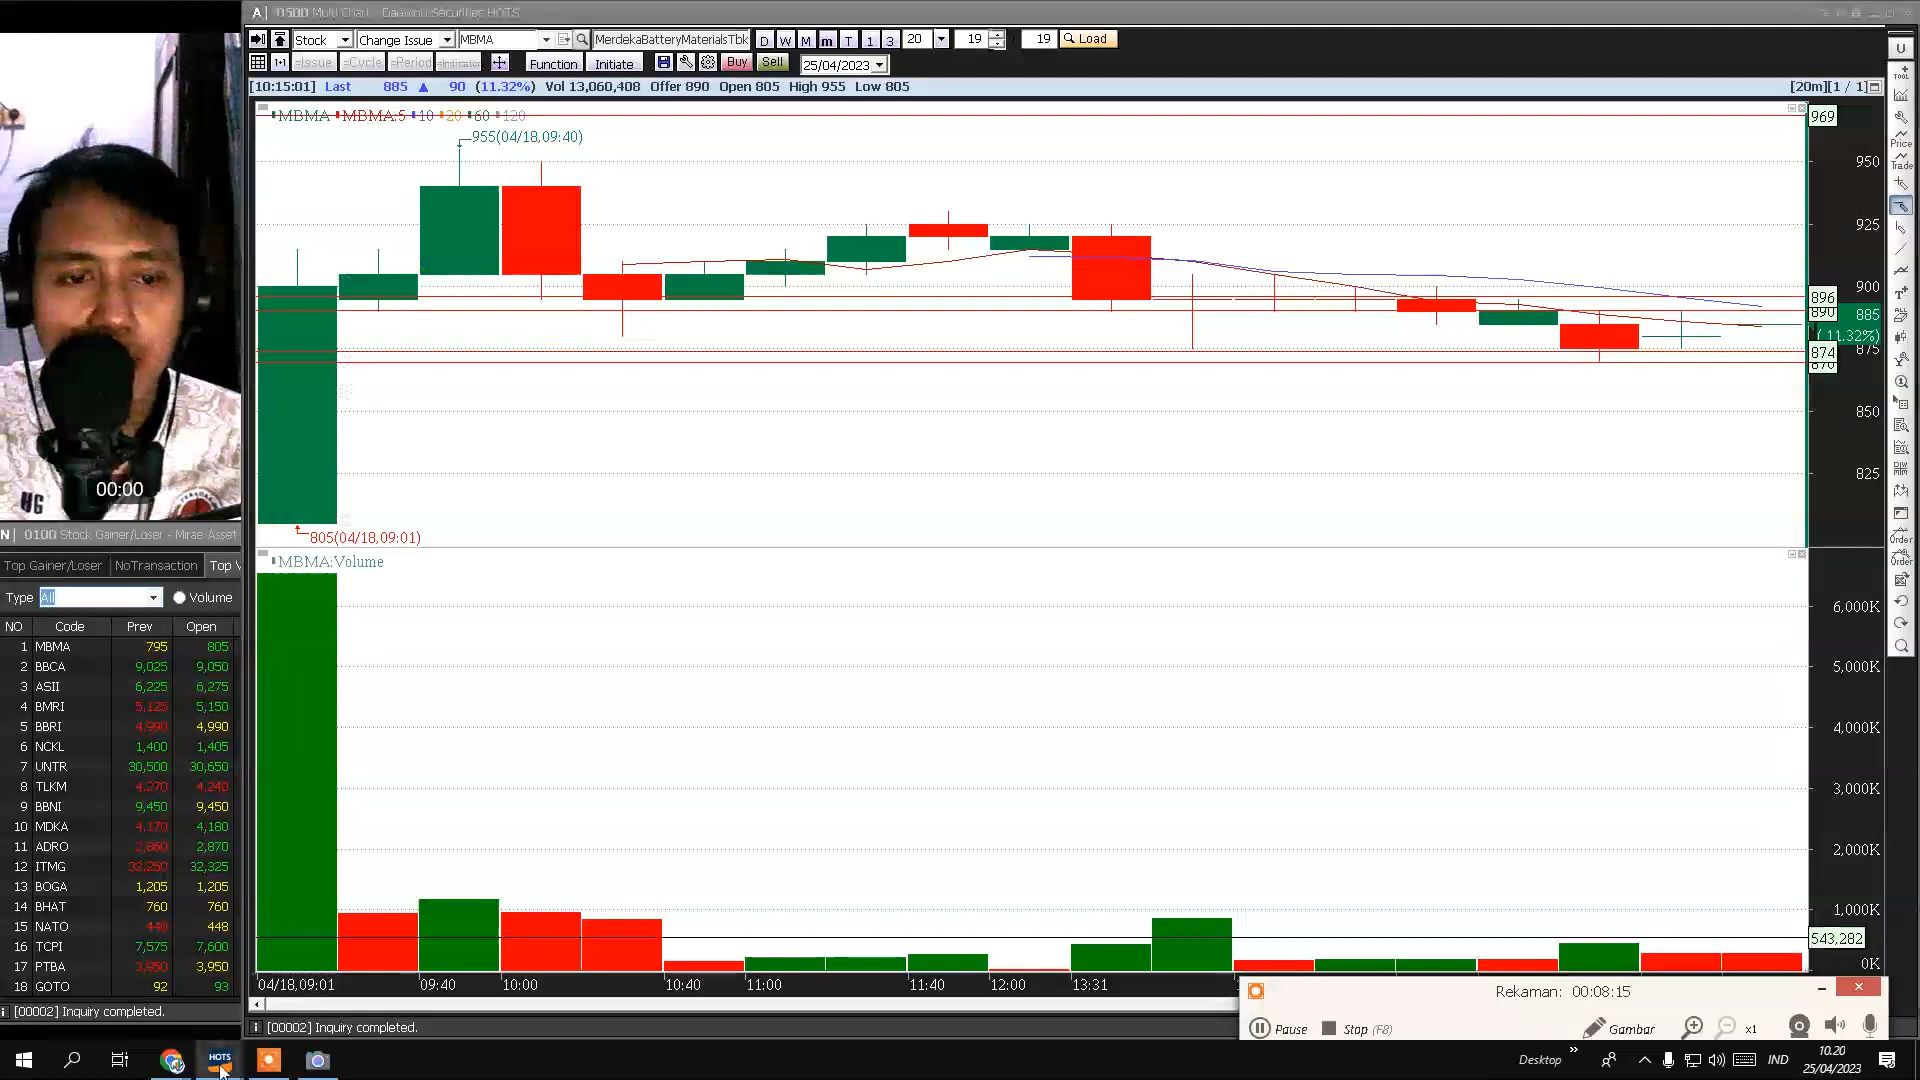 0500 Multi Chart - Daewoo Securities HOTS
Stock Change Issue MBMA MerdekaBatteryMaterialsTbk D W M m T 1 3 20 19 19 Load
=Issue =Cycle =Period =Indicator Function Initiate Buy Sell 25/04/2023
[10:15:01] Last 885 ▲ 90 (11.32%) Vol 13,060,408 Offer 890 Open 805 High 955 Low 805 [20m][1 / 1]
MBMA MBMA:5 10 20 60 120
955(04/18,09:40)
805(04/18,09:01)
969
950
925
900
896
890
885
( 11.32%)
875
874
870
850
825
MBMA:Volume
6,000K
5,000K
4,000K
3,000K
2,000K
1,000K
543,282
0K
04/18,09:01 09:40 10:00 10:40 11:00 11:40 12:00 13:31
[00002] Inquiry completed.
U
TOOL
Price
Trade
Order
Order
HG
00:00
N 0100 Stock Gainer/Loser - Mirae Asset
Top Gainer/Loser NoTransaction Top V
Type All Volume
NO Code Prev Open
1 MBMA 795 805
2 BBCA 9,025 9,050
3 ASII 6,225 6,275
4 BMRI 5,125 5,150
5 BBRI 4,990 4,990
6 NCKL 1,400 1,405
7 UNTR 30,500 30,650
8 TLKM 4,270 4,240
9 BBNI 9,450 9,450
10 MDKA 4,170 4,180
11 ADRO 2,860 2,870
12 ITMG 32,250 32,325
13 BOGA 1,205 1,205
14 BHAT 760 760
15 NATO 448 448
16 TCPI 7,575 7,600
17 PTBA 3,950 3,950
18 GOTO 92 93
[00002] Inquiry completed.
Rekaman: 00:08:15
Pause Stop (F8) Gambar x1
HOTS
Desktop IND 10.20
25/04/2023